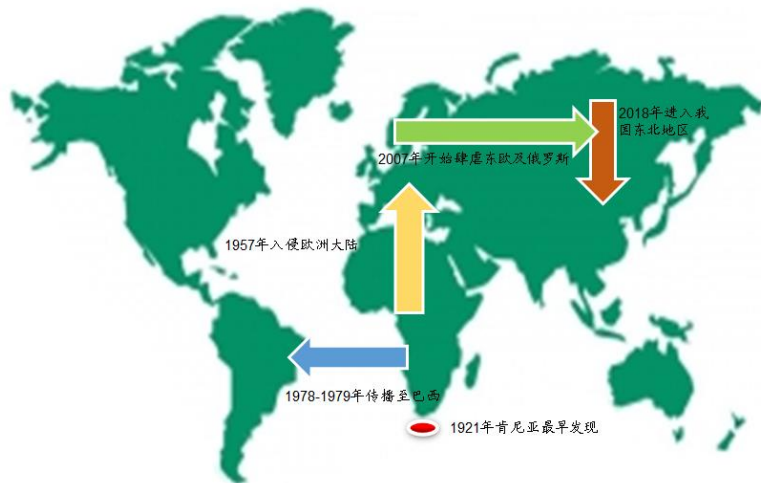 2018年进入我
国东北地区
2007年开始肆虐东欧及俄罗斯
1957年入侵欧洲大陆
1978-1979年传播至巴西
1921年肯尼亚最早发现